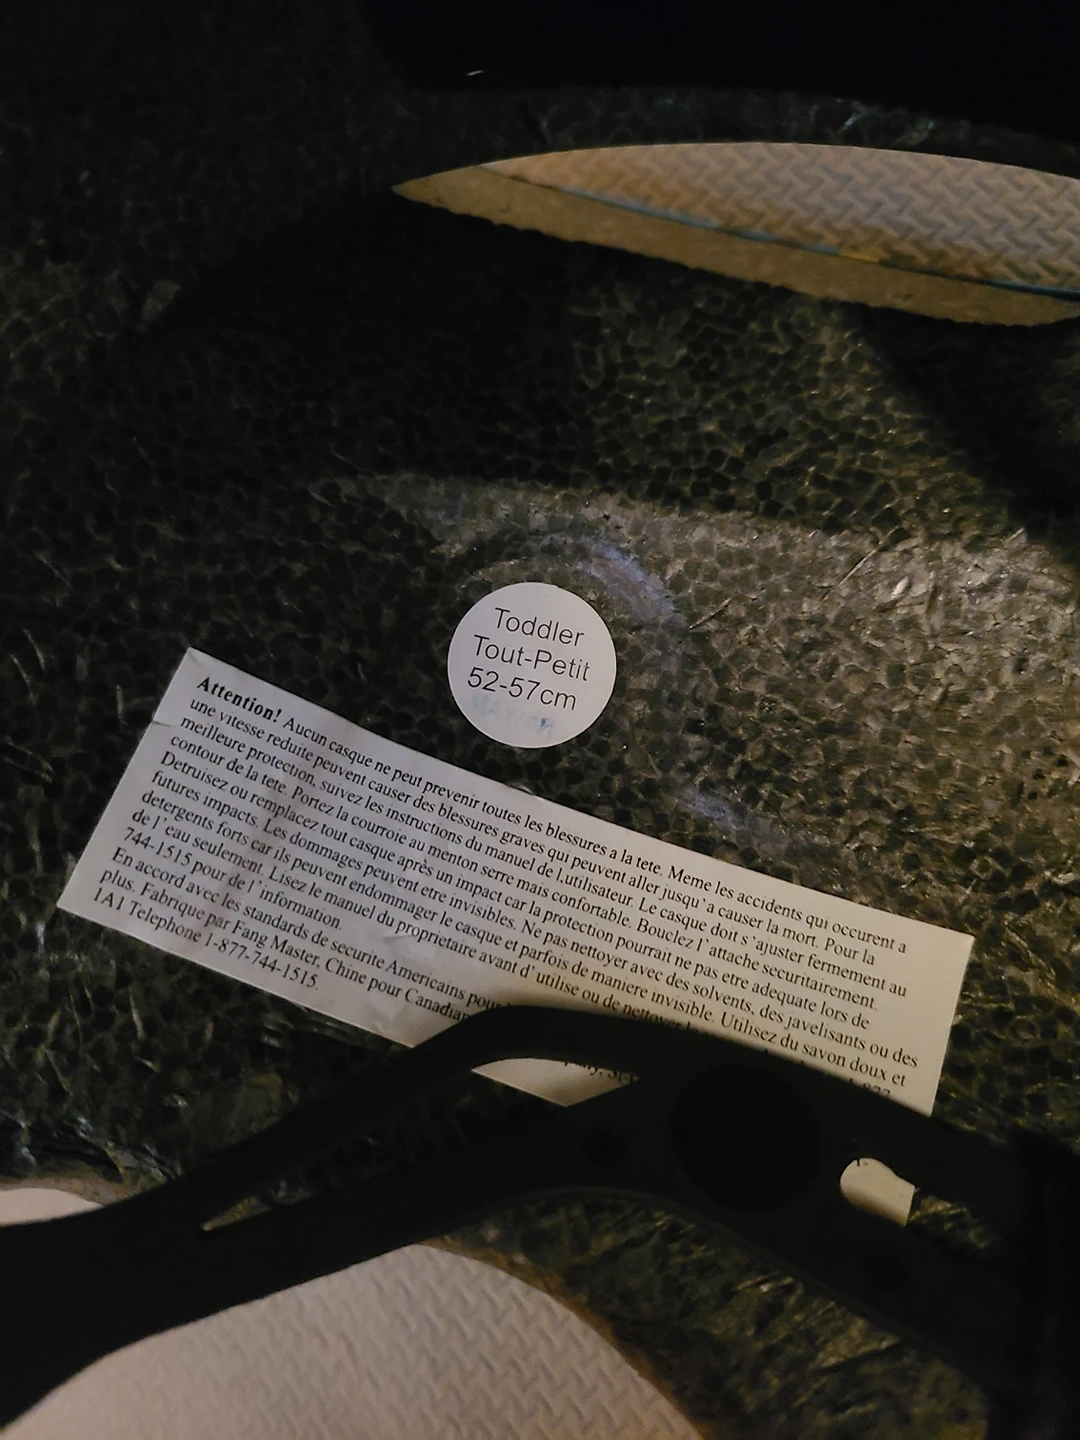 Toddler
Tout-Petit
52-57cm
Attention! Aucun casque ne peut prevenir toutes les blessures a la tete. Meme les accidents qui occurent a
une vitesse reduite peuvent causer des blessures graves qui peuvent aller jusqu'a causer la mort. Pour la
meilleure protection, suivez les instructions du manuel de l,utilisateur. Le casque doit s'ajuster fermement au
contour de la tete. Portez la courroie au menton serre mais confortable. Bouclez l'attache securitairement.
Detruisez ou remplacez tout casque après un impact car la protection pourrait ne pas etre adequate lors de
futures impacts. Les dommages peuvent etre invisibles. Ne pas nettoyer avec des solvents, des javelisants ou des
detergents forts car ils peuvent endommager le casque et parfois de maniere invisible. Utilisez du savon doux et
de l'eau seulement. Lisez le manuel du proprietaire avant d'utilise ou de nettoyer
744-1515 pour de l'information.
En accord avec les standards de securite Americains pour
plus. Fabrique par Fang Master, Chine pour Canadian
1A1 Telephone 1-877-744-1515.